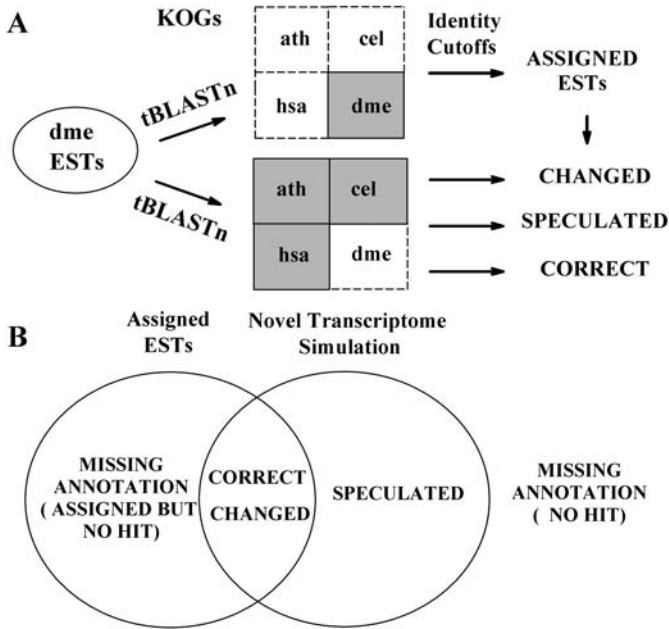 A
KOGs
Identity
Cutoffs
ath
cel
hsa
dme
tBLASTn
ASSIGNED
ESTs
dme
ESTs
tBLASTn
ath
cel
hsa
dme
CHANGED
SPECULATED
CORRECT
B
Assigned
ESTs
Novel Transcriptome
Simulation
MISSING
ANNOTATION
( ASSIGNED BUT
NO HIT)
CORRECT
CHANGED
SPECULATED
MISSING
ANNOTATION
( NO HIT)